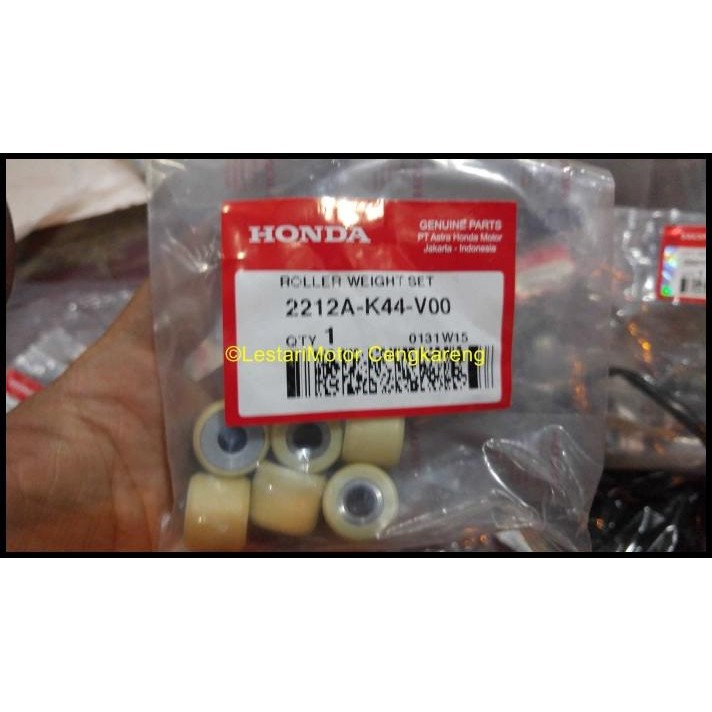 HONDA
GENUINE PARTS
PT Astra Honda Motor
Jakarta - Indonesia
ROLLER WEIGHT SET
2212A-K44-V00
QTY 1 0131W15
©LestariMotor Cengkareng